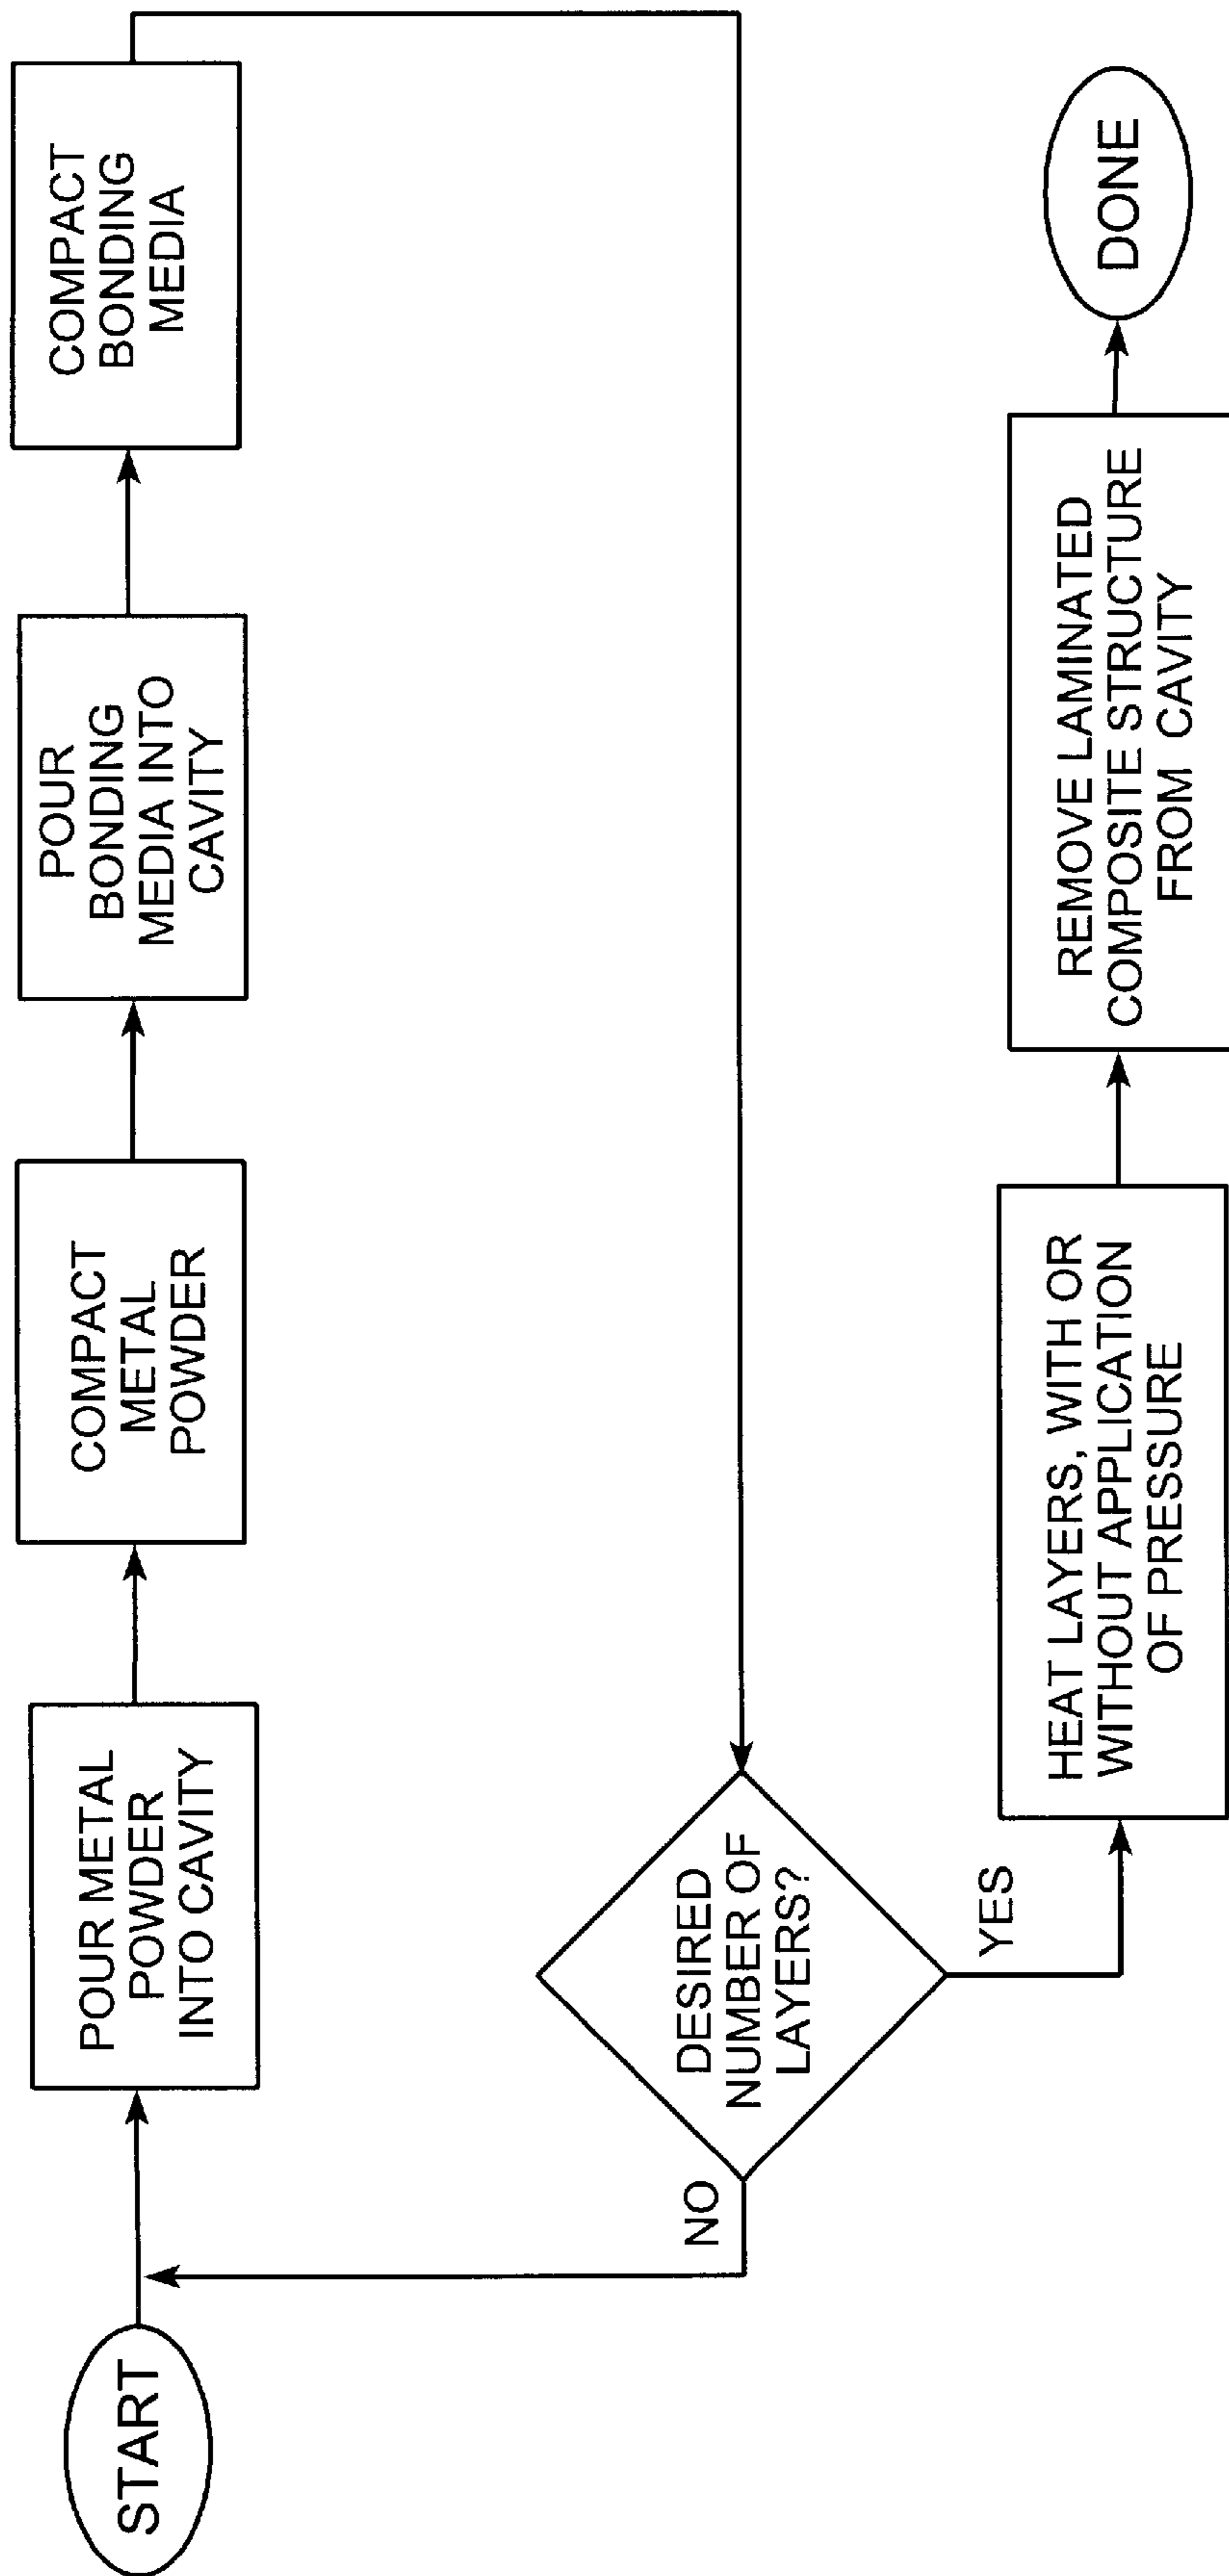 START
POUR METAL
POWDER
INTO CAVITY
COMPACT
METAL
POWDER
POUR
BONDING
MEDIA INTO
CAVITY
COMPACT
BONDING
MEDIA
DESIRED
NUMBER OF
LAYERS?
NO
YES
HEAT LAYERS, WITH OR
WITHOUT APPLICATION
OF PRESSURE
REMOVE LAMINATED
COMPOSITE STRUCTURE
FROM CAVITY
DONE